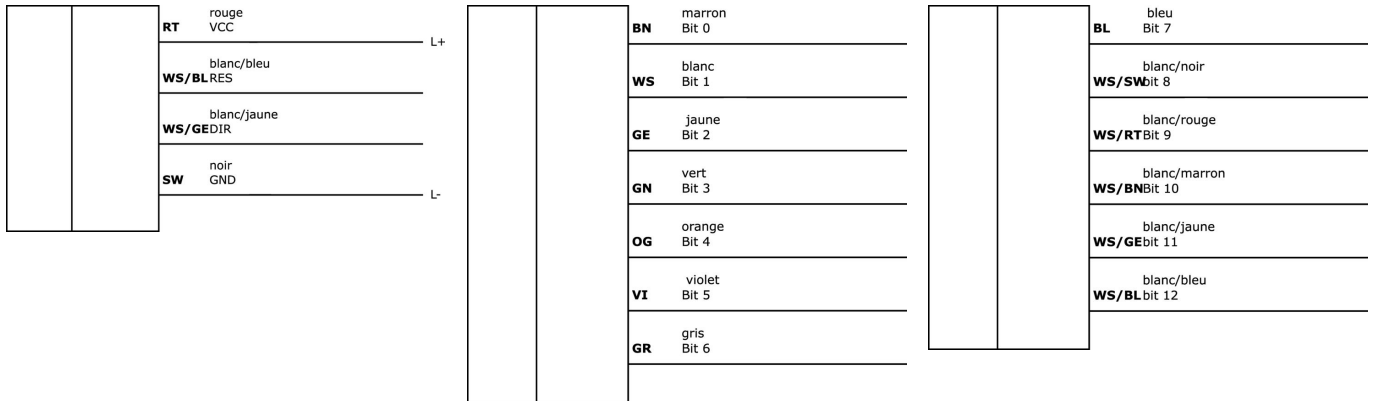 rouge
RT VCC
L+
blanc/bleu
WS/BL RES
blanc/jaune
WS/GE DIR
noir
SW GND
L-
marron
BN Bit 0
blanc
WS Bit 1
jaune
GE Bit 2
vert
GN Bit 3
orange
OG Bit 4
violet
VI Bit 5
gris
GR Bit 6
bleu
BL Bit 7
blanc/noir
WS/SW bit 8
blanc/rouge
WS/RT Bit 9
blanc/marron
WS/BN Bit 10
blanc/jaune
WS/GE bit 11
blanc/bleu
WS/BL bit 12